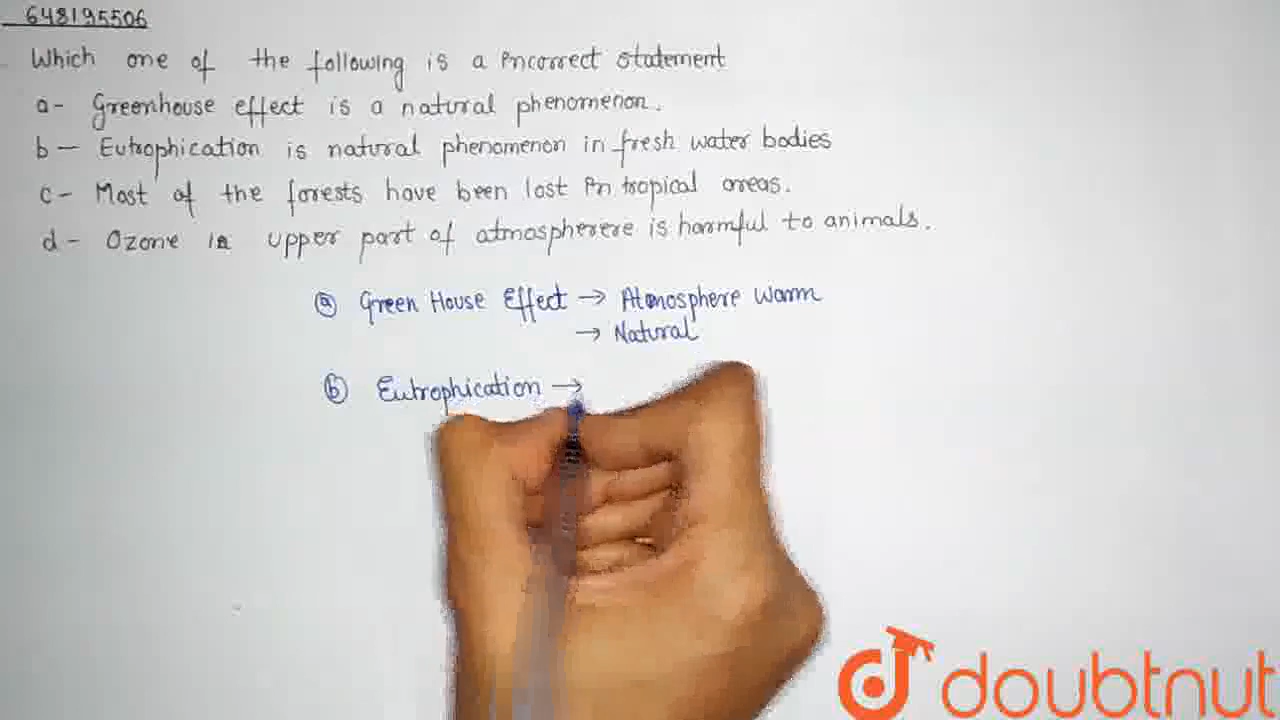 648195506
Which one of the following is a incorrect statement
a- Greenhouse effect is a natural phenomenon.
b- Eutrophication is natural phenomenon in fresh water bodies
c- Most of the forests have been lost in tropical areas.
d- Ozone in upper part of atmospherere is harmful to animals.
ⓐ Green House Effect → Atmosphere warm
→ Natural
ⓑ Eutrophication →
doubtnut